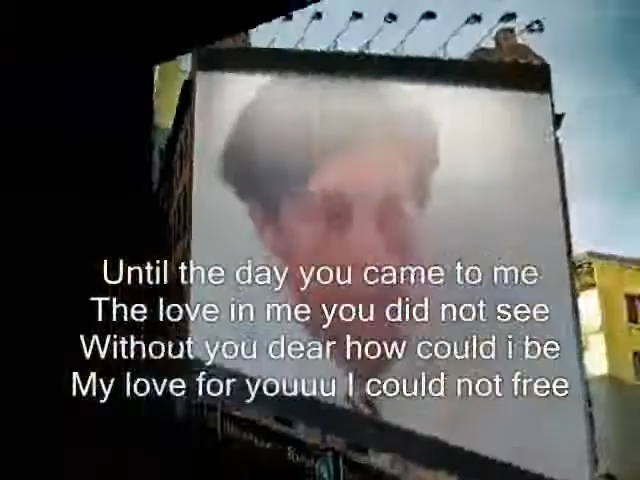 Until the day you came to me
The love in me you did not see
Without you dear how could i be
My love for youuu I could not free